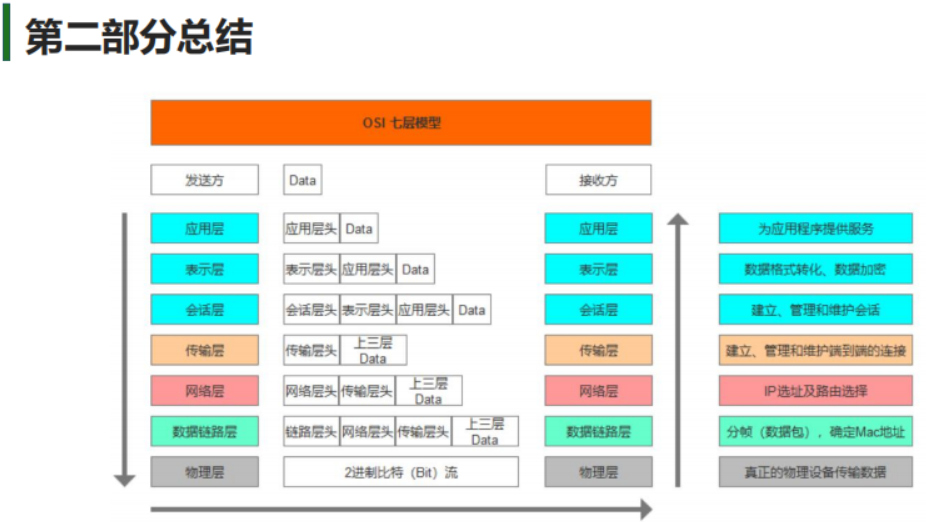 第二部分总结
OSI 七层模型
发送方 Data 接收方
应用层 应用层头 Data 应用层 为应用程序提供服务
表示层 表示层头 应用层头 Data 表示层 数据格式转化、数据加密
会话层 会话层头 表示层头 应用层头 Data 会话层 建立、管理和维护会话
传输层 传输层头 上三层 Data 传输层 建立、管理和维护端到端的连接
网络层 网络层头 传输层头 上三层 Data 网络层 IP选址及路由选择
数据链路层 链路层头 网络层头 传输层头 上三层 Data 数据链路层 分帧（数据包），确定Mac地址
物理层 2进制比特（Bit）流 物理层 真正的物理设备传输数据